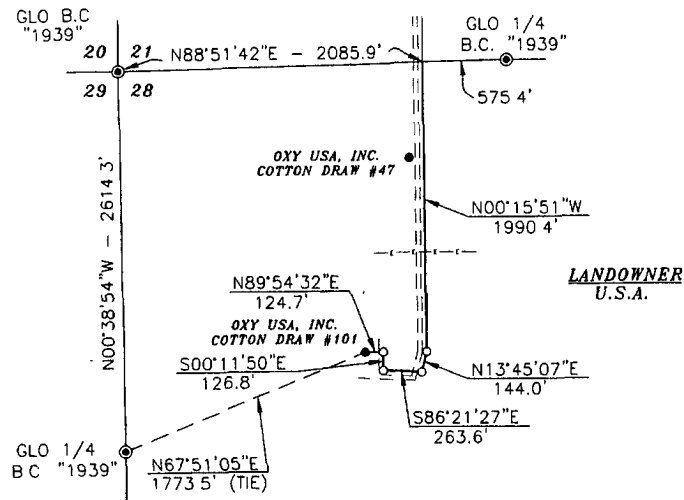 GLO B.C
"1939"
20 21
29 28
N88°51'42"E - 2085.9'
GLO 1/4
B.C. "1939"
575 4'
OXY USA, INC.
COTTON DRAW #47
N00°38'54"W - 2614 3'
N00°15'51"W
1990 4'
LANDOWNER
U.S.A.
N89°54'32"E
124.7'
OXY USA, INC.
COTTON DRAW #101
S00°11'50"E
126.8'
N13°45'07"E
144.0'
S86°21'27"E
263.6'
GLO 1/4
B C "1939"
N67°51'05"E
1773 5' (TIE)